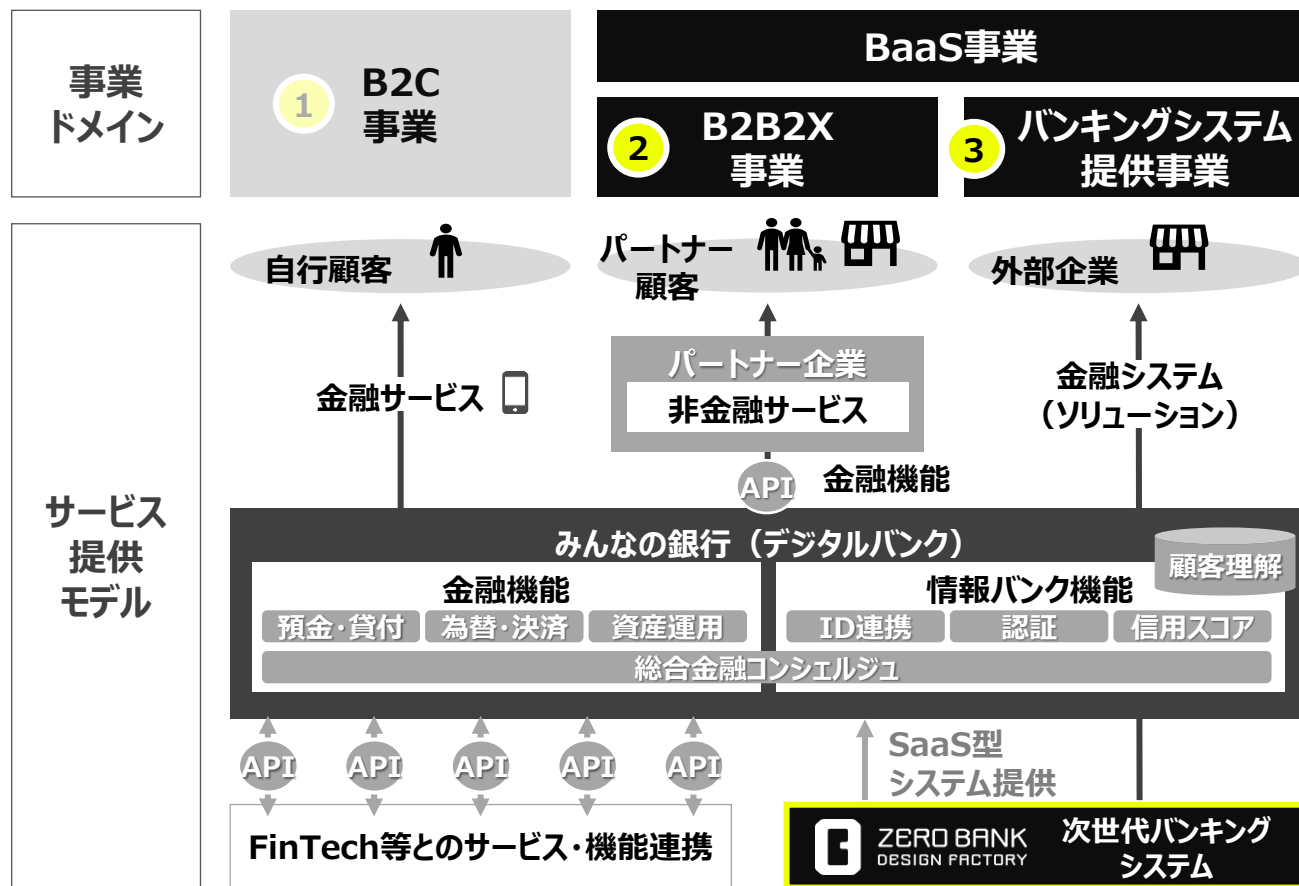 事業
ドメイン
1
B2C
事業
BaaS事業
2
B2B2X
事業
3
バンキングシステム
提供事業
サービス
提供
モデル
自行顧客
パートナー
顧客
外部企業
金融サービス
パートナー企業
非金融サービス
金融システム
（ソリューション）
API
金融機能
みんなの銀行（デジタルバンク）
顧客理解
金融機能
預金・貸付
為替・決済
資産運用
情報バンク機能
ID連携
認証
信用スコア
総合金融コンシェルジュ
API
API
API
API
API
SaaS型
システム提供
FinTech等とのサービス・機能連携
ZERO BANK
DESIGN FACTORY
次世代バンキング
システム